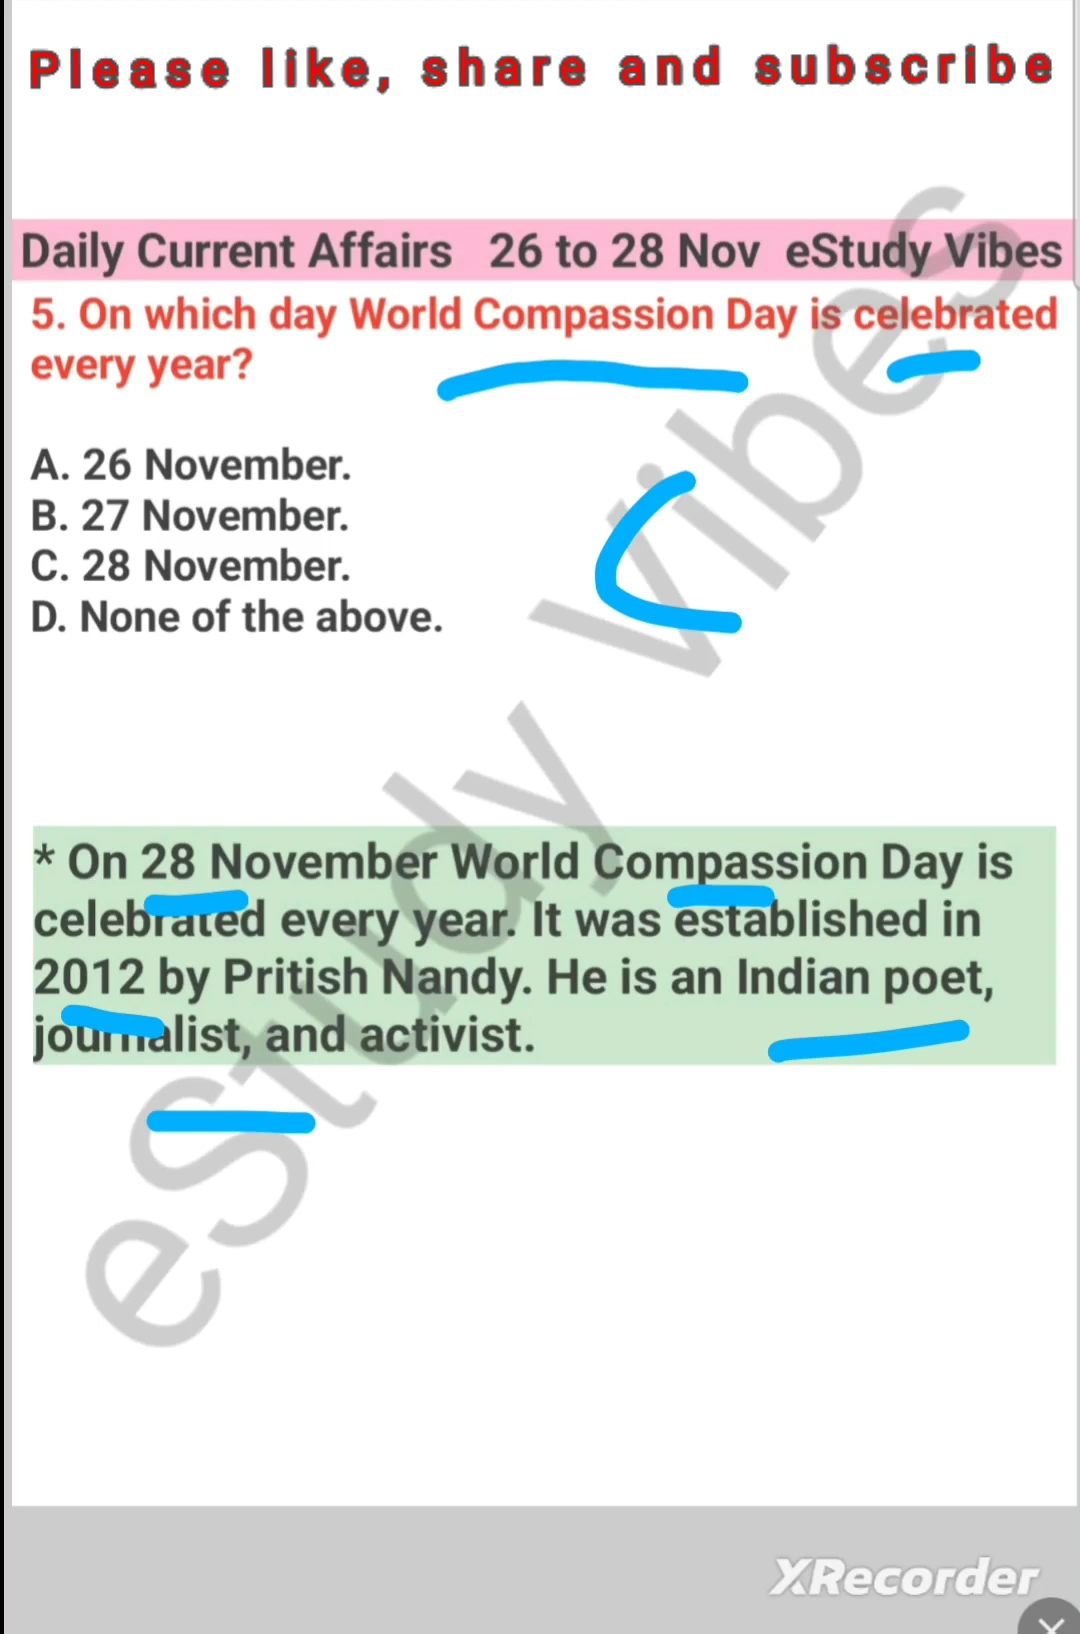 Please like, share and subscribe
Daily Current Affairs 26 to 28 Nov eStudy Vibes
5. On which day World Compassion Day is celebrated
every year?
A. 26 November.
B. 27 November.
C. 28 November.
D. None of the above.
C
* On 28 November World Compassion Day is
celebrated every year. It was established in
2012 by Pritish Nandy. He is an Indian poet,
journalist, and activist.
eStudy vibes
XRecorder